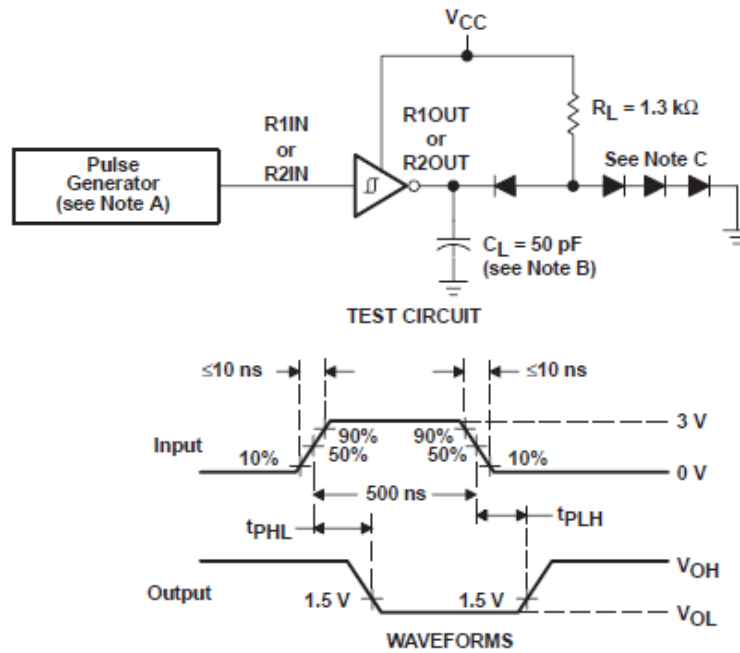 VCC
RL = 1.3 kΩ
R1IN
or
R2IN
R1OUT
or
R2OUT
See Note C
Pulse
Generator
(see Note A)
CL = 50 pF
(see Note B)
TEST CIRCUIT
≤10 ns
≤10 ns
3 V
Input
90%
90%
50%
50%
10%
10%
0 V
500 ns
tPHL
tPLH
VOH
Output
1.5 V
1.5 V
VOL
WAVEFORMS